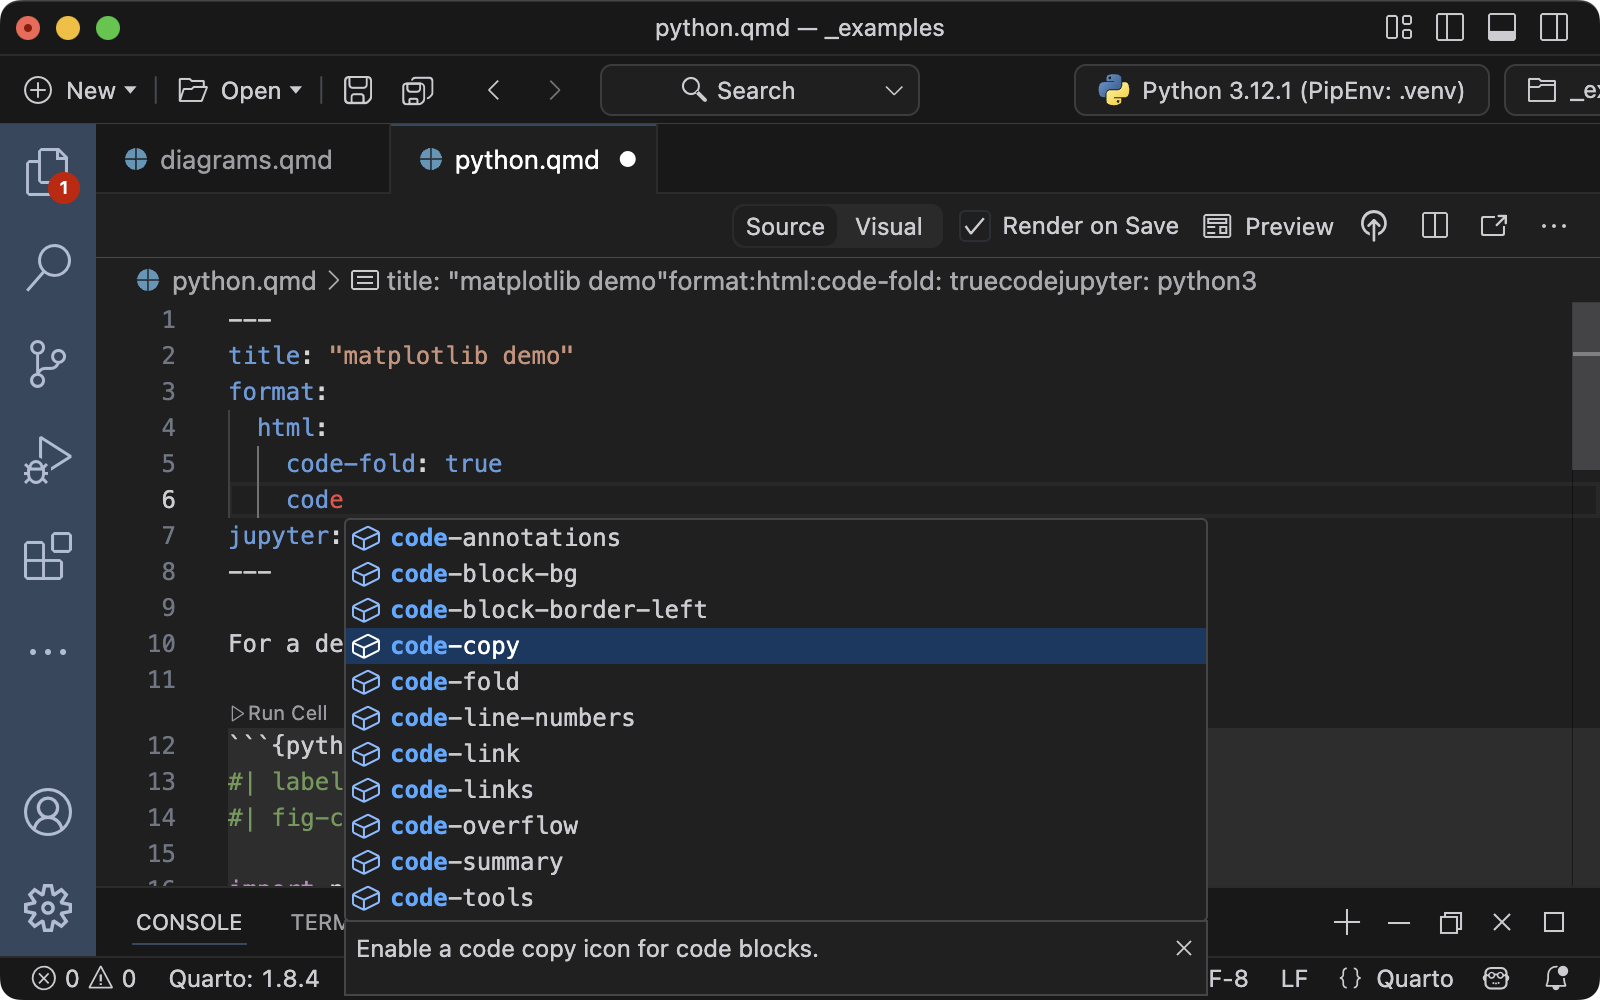 python.qmd — _examples
New
Open
Search
Python 3.12.1 (PipEnv: .venv)
1
diagrams.qmd
python.qmd
Source
Visual
Render on Save
Preview
python.qmd > title: "matplotlib demo"format:html:code-fold: truecodejupyter: python3
1 ---
2 title: "matplotlib demo"
3 format:
4 html:
5 code-fold: true
6 code
7 jupyter:
8 ---
9
10 For a de
11
Run Cell
12 ```{pyth
13 #| label
14 #| fig-c
15
code-annotations
code-block-bg
code-block-border-left
code-copy
code-fold
code-line-numbers
code-link
code-links
code-overflow
code-summary
code-tools
Enable a code copy icon for code blocks.
CONSOLE
TERM
0 0 Quarto: 1.8.4
F-8 LF {} Quarto